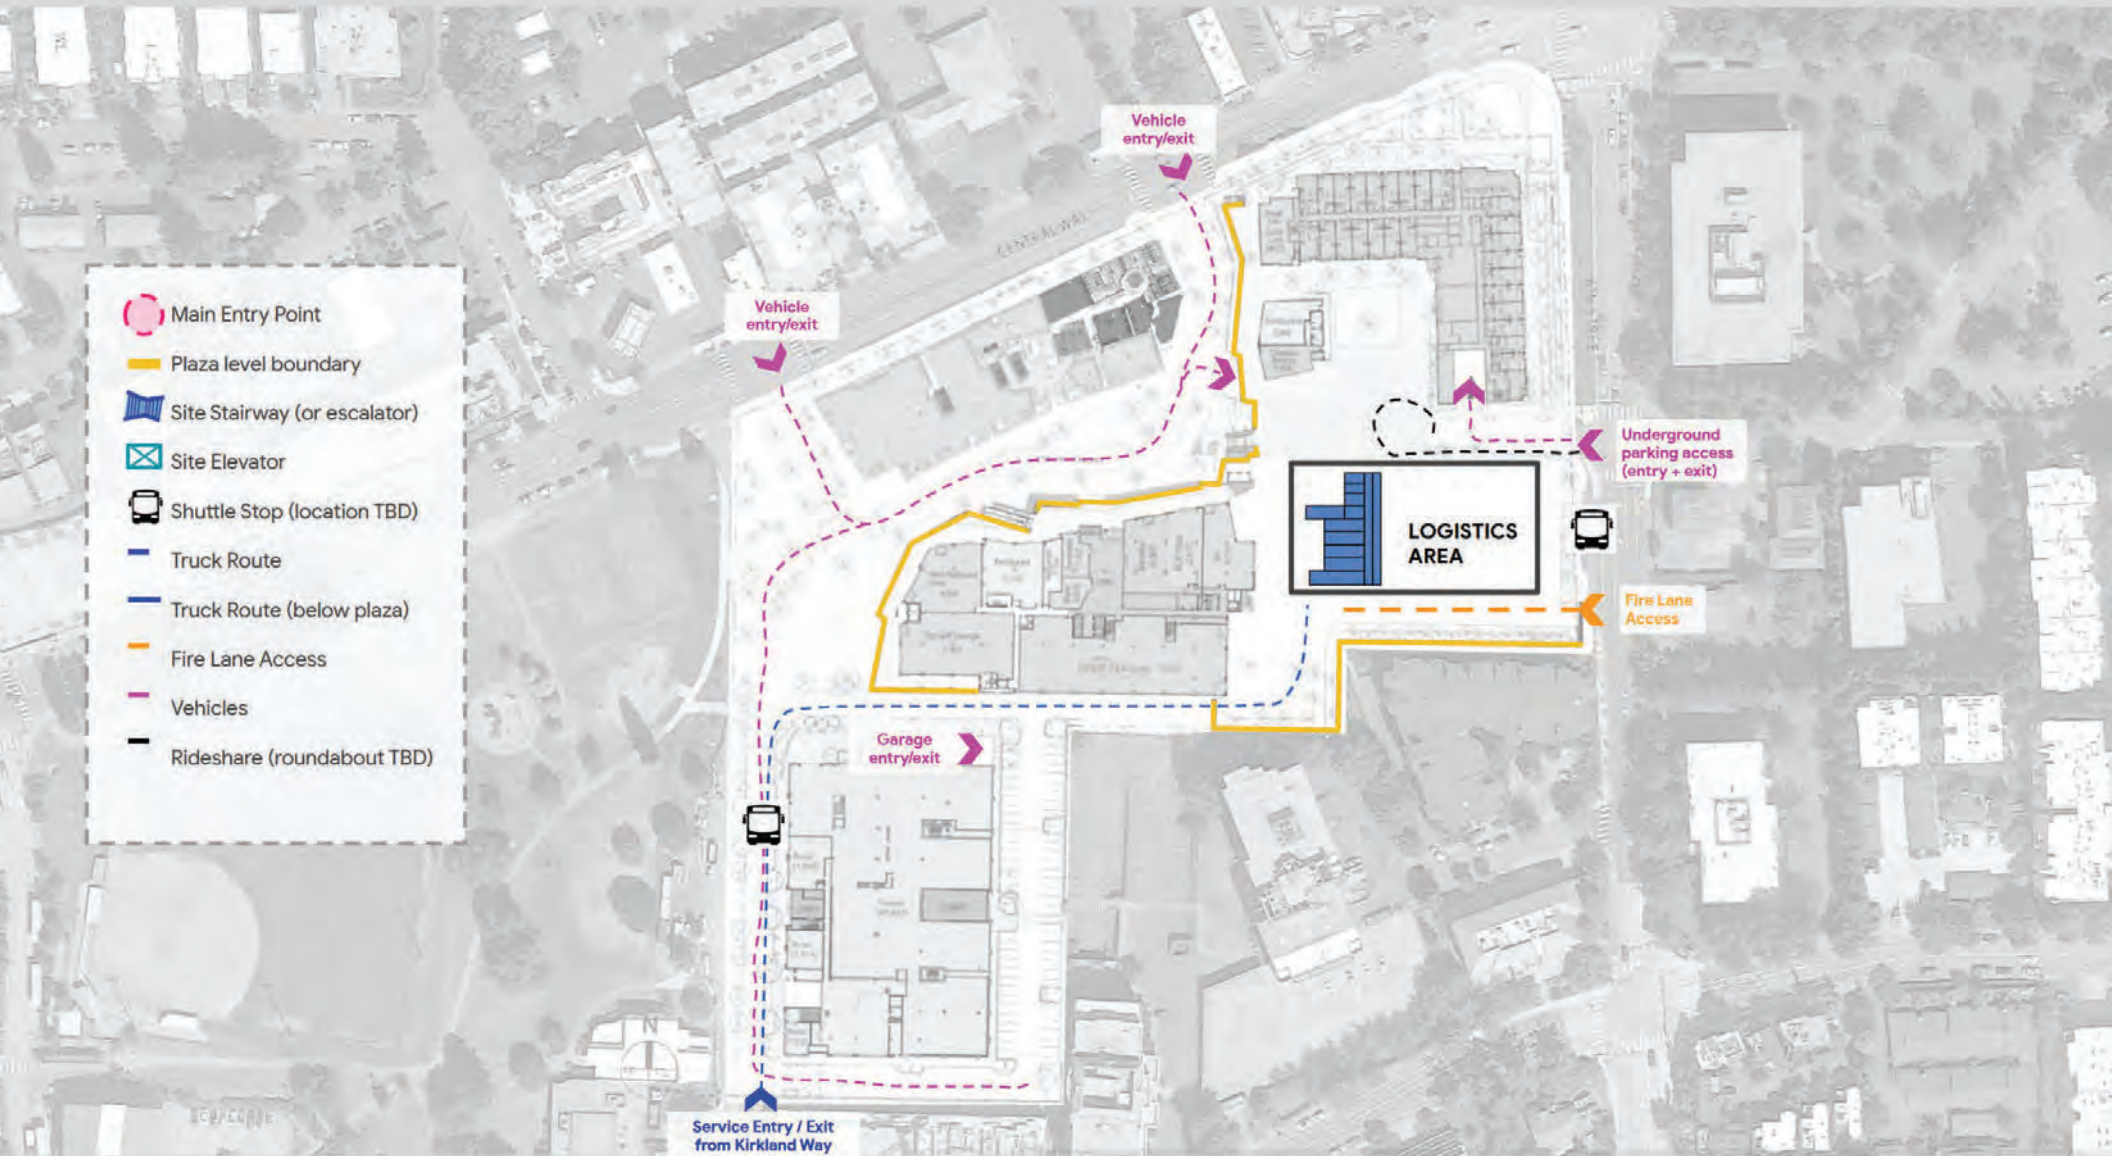 Vehicle
entry/exit
CENTRAL WAY
Vehicle
entry/exit
Main Entry Point
Plaza level boundary
Site Stairway (or escalator)
Site Elevator
Shuttle Stop (location TBD)
Truck Route
Truck Route (below plaza)
Fire Lane Access
Vehicles
Rideshare (roundabout TBD)
Underground
parking access
(entry + exit)
LOGISTICS
AREA
Fire Lane
Access
Garage
entry/exit
N
Service Entry / Exit
from Kirkland Way